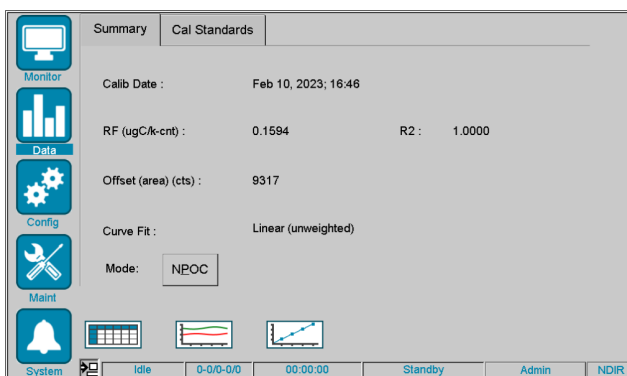 Summary
Cal Standards
Monitor
Calib Date :
Feb 10, 2023; 16:46
RF (ugC/k-cnt) :
0.1594
R2 :
1.0000
Data
Offset (area) (cts) :
9317
Config
Curve Fit :
Linear (unweighted)
Mode:
NPOC
Maint
System
Idle
0-0/0-0/0
00:00:00
Standby
Admin
NDIR